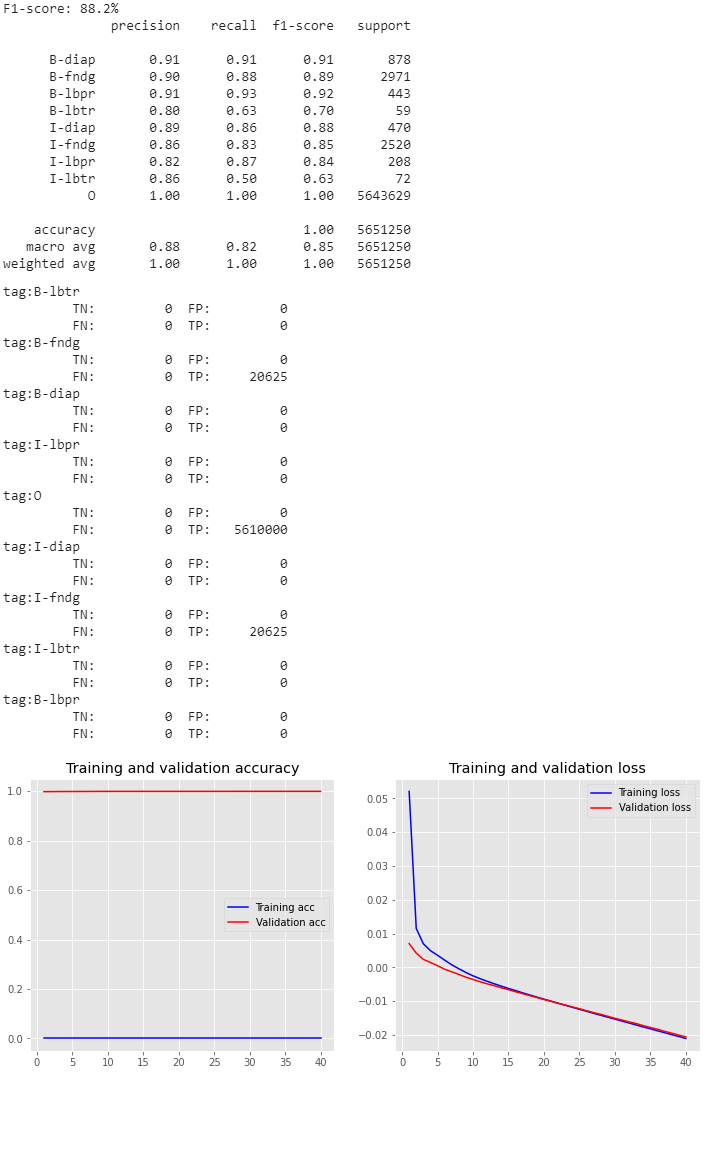 F1-score: 88.2%
precision recall f1-score support
B-diap 0.91 0.91 0.91 878
B-fndg 0.90 0.88 0.89 2971
B-lbpr 0.91 0.93 0.92 443
B-lbtr 0.80 0.63 0.70 59
I-diap 0.89 0.86 0.88 470
I-fndg 0.86 0.83 0.85 2520
I-lbpr 0.82 0.87 0.84 208
I-lbtr 0.86 0.50 0.63 72
O 1.00 1.00 1.00 5643629
accuracy 1.00 5651250
macro avg 0.88 0.82 0.85 5651250
weighted avg 1.00 1.00 1.00 5651250
tag:B-lbtr
TN: 0 FP: 0
FN: 0 TP: 0
tag:B-fndg
TN: 0 FP: 0
FN: 0 TP: 20625
tag:B-diap
TN: 0 FP: 0
FN: 0 TP: 0
tag:I-lbpr
TN: 0 FP: 0
FN: 0 TP: 0
tag:O
TN: 0 FP: 0
FN: 0 TP: 5610000
tag:I-diap
TN: 0 FP: 0
FN: 0 TP: 0
tag:I-fndg
TN: 0 FP: 0
FN: 0 TP: 20625
tag:I-lbtr
TN: 0 FP: 0
FN: 0 TP: 0
tag:B-lbpr
TN: 0 FP: 0
FN: 0 TP: 0
Training and validation accuracy
1.0
0.8
0.6
0.4
0.2
0.0
Training acc
Validation acc
0 5 10 15 20 25 30 35 40
Training and validation loss
0.05
0.04
0.03
0.02
0.01
0.00
−0.01
−0.02
Training loss
Validation loss
0 5 10 15 20 25 30 35 40